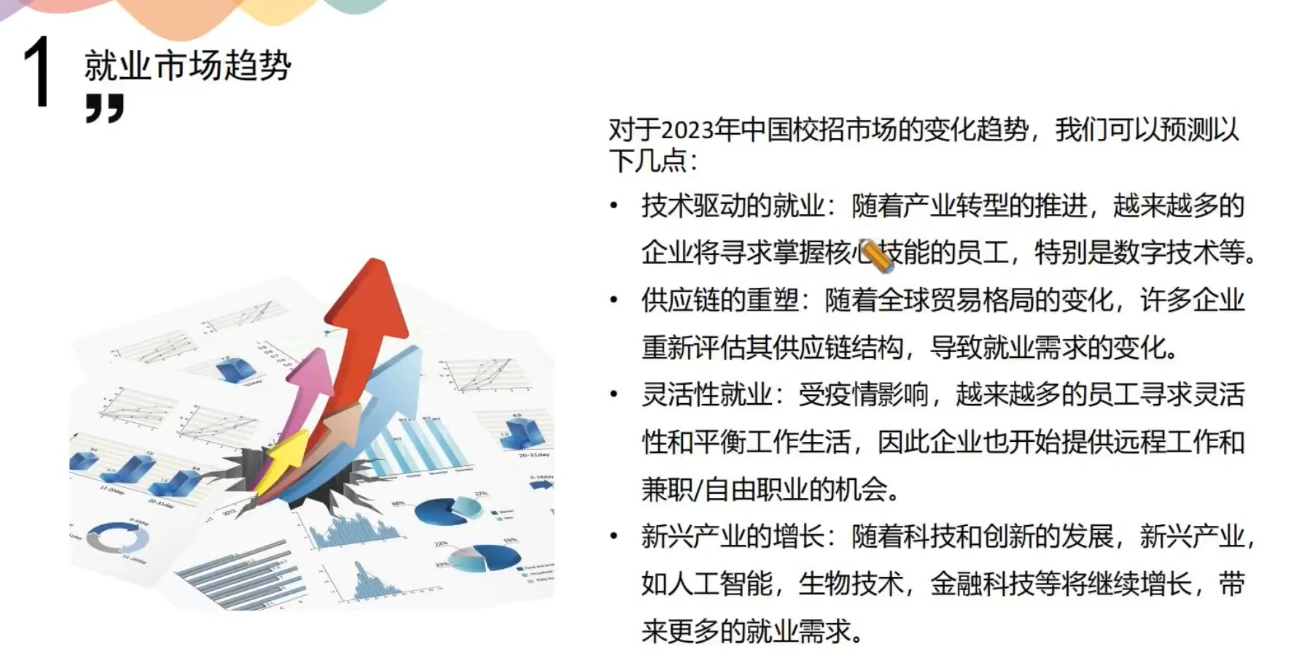 1
就业市场趋势
”
对于2023年中国校招市场的变化趋势，我们可以预测以
下几点：
• 技术驱动的就业：随着产业转型的推进，越来越多的
企业将寻求掌握核心技能的员工，特别是数字技术等。
• 供应链的重塑：随着全球贸易格局的变化，许多企业
重新评估其供应链结构，导致就业需求的变化。
• 灵活性就业：受疫情影响，越来越多的员工寻求灵活
性和平衡工作生活，因此企业也开始提供远程工作和
兼职/自由职业的机会。
• 新兴产业的增长：随着科技和创新的发展，新兴产业，
如人工智能，生物技术，金融科技等将继续增长，带
来更多的就业需求。
20-31day
11-20day
20-31day
11-20day